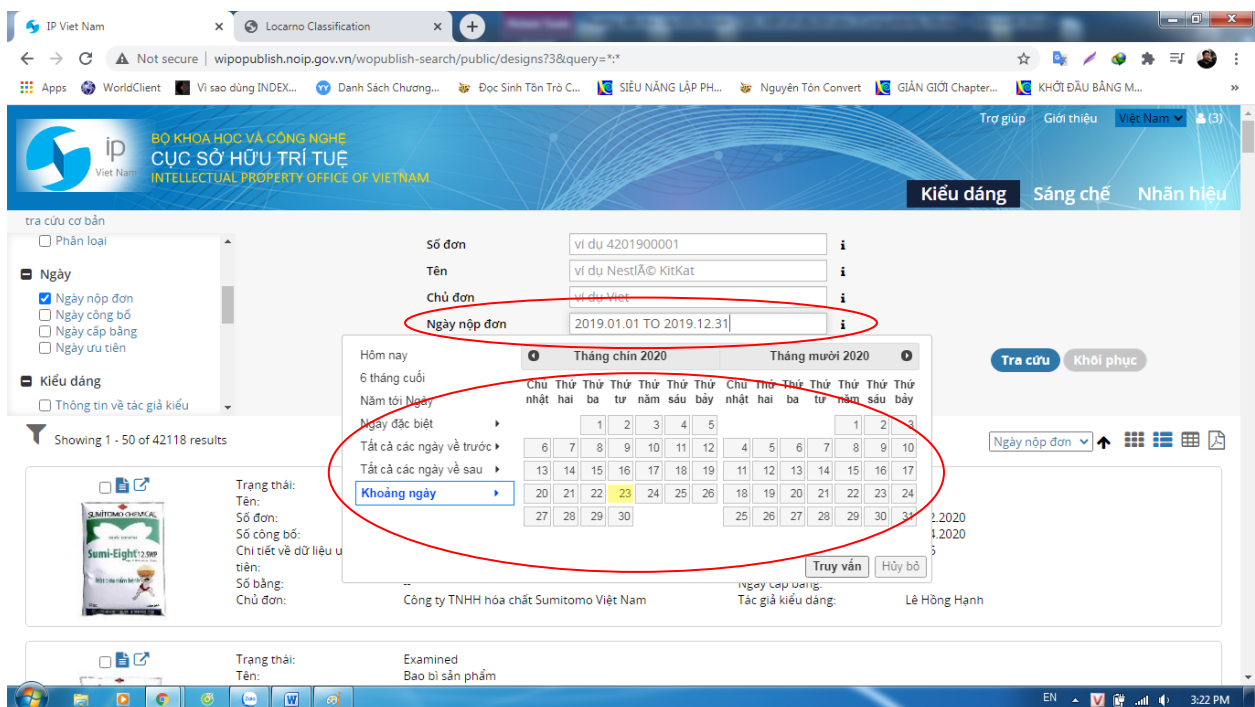 IP Viet Nam
Locarno Classification
Not secure | wipopublish.noip.gov.vn/wopublish-search/public/designs?3&query=*:*
Apps WorldClient Vì sao dùng INDEX... Danh Sách Chương... Đọc Sinh Tồn Trò C... SIÊU NĂNG LẬP PH... Nguyên Tôn Convert GIẢN GIỚI Chapter... KHỞI ĐẦU BẰNG M... »
Trợ giúp Giới thiệu Việt Nam (3)
ip
Viet Nam
BỘ KHOA HỌC VÀ CÔNG NGHỆ
CỤC SỞ HỮU TRÍ TUỆ
INTELLECTUAL PROPERTY OFFICE OF VIETNAM
Kiểu dáng Sáng chế Nhãn hiệu
tra cứu cơ bản
Phân loại
Ngày
Ngày nộp đơn
Ngày công bố
Ngày cấp bằng
Ngày ưu tiên
Kiểu dáng
Thông tin về tác giả kiểu
Số đơn ví dụ 4201900001
Tên ví dụ NestlÃ© KitKat
Chủ đơn ví dụ Viet
Ngày nộp đơn 2019.01.01 TO 2019.12.31
Tra cứu Khôi phục
Hôm nay
6 tháng cuối
Năm tới Ngày
Ngày đặc biệt
Tất cả các ngày về trước
Tất cả các ngày về sau
Khoảng ngày
Tháng chín 2020 Tháng mười 2020
Chủ Thứ Thứ Thứ Thứ Thứ Thứ Chủ Thứ Thứ Thứ Thứ Thứ Thứ
nhật hai ba tư năm sáu bảy nhật hai ba tư năm sáu bảy
1 2 3 4 5 1 2 3
6 7 8 9 10 11 12 4 5 6 7 8 9 10
13 14 15 16 17 18 19 11 12 13 14 15 16 17
20 21 22 23 24 25 26 18 19 20 21 22 23 24
27 28 29 30 25 26 27 28 29 30 31
Truy vấn Hủy bỏ
Showing 1 - 50 of 42118 results
Ngày nộp đơn
SUMITOMO CHEMICAL
Sumi-Eight 12.5WP
Trạng thái:
Tên:
Số đơn: 2.2020
Số công bố: 4.2020
Chi tiết về dữ liệu ư
tiên:
Số bằng: -- Ngày cấp bằng:
Chủ đơn: Công ty TNHH hóa chất Sumitomo Việt Nam Tác giả kiểu dáng: Lê Hồng Hạnh
Trạng thái: Examined
Tên: Bao bì sản phẩm
Zalo
EN 3:22 PM